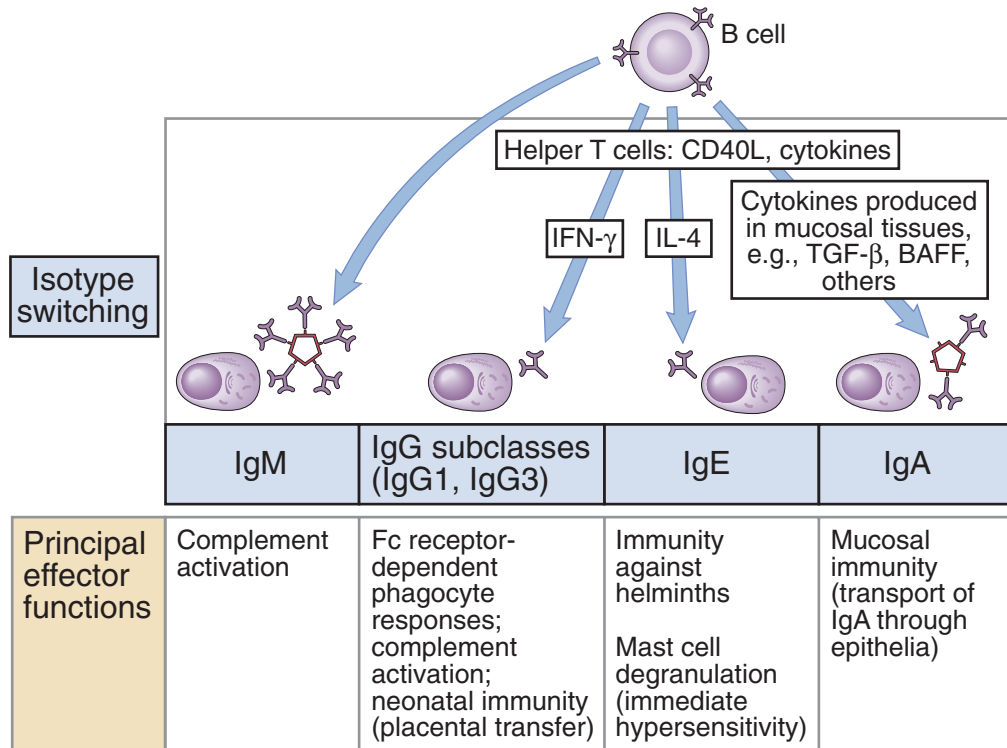 B cell
Helper T cells: CD40L, cytokines
IFN-γ
IL-4
Cytokines produced
in mucosal tissues,
e.g., TGF-β, BAFF,
others
Isotype
switching
IgM
IgG subclasses
(IgG1, IgG3)
IgE
IgA
Principal
effector
functions
Complement
activation
Fc receptor-
dependent
phagocyte
responses;
complement
activation;
neonatal immunity
(placental transfer)
Immunity
against
helminths
Mast cell
degranulation
(immediate
hypersensitivity)
Mucosal
immunity
(transport of
IgA through
epithelia)